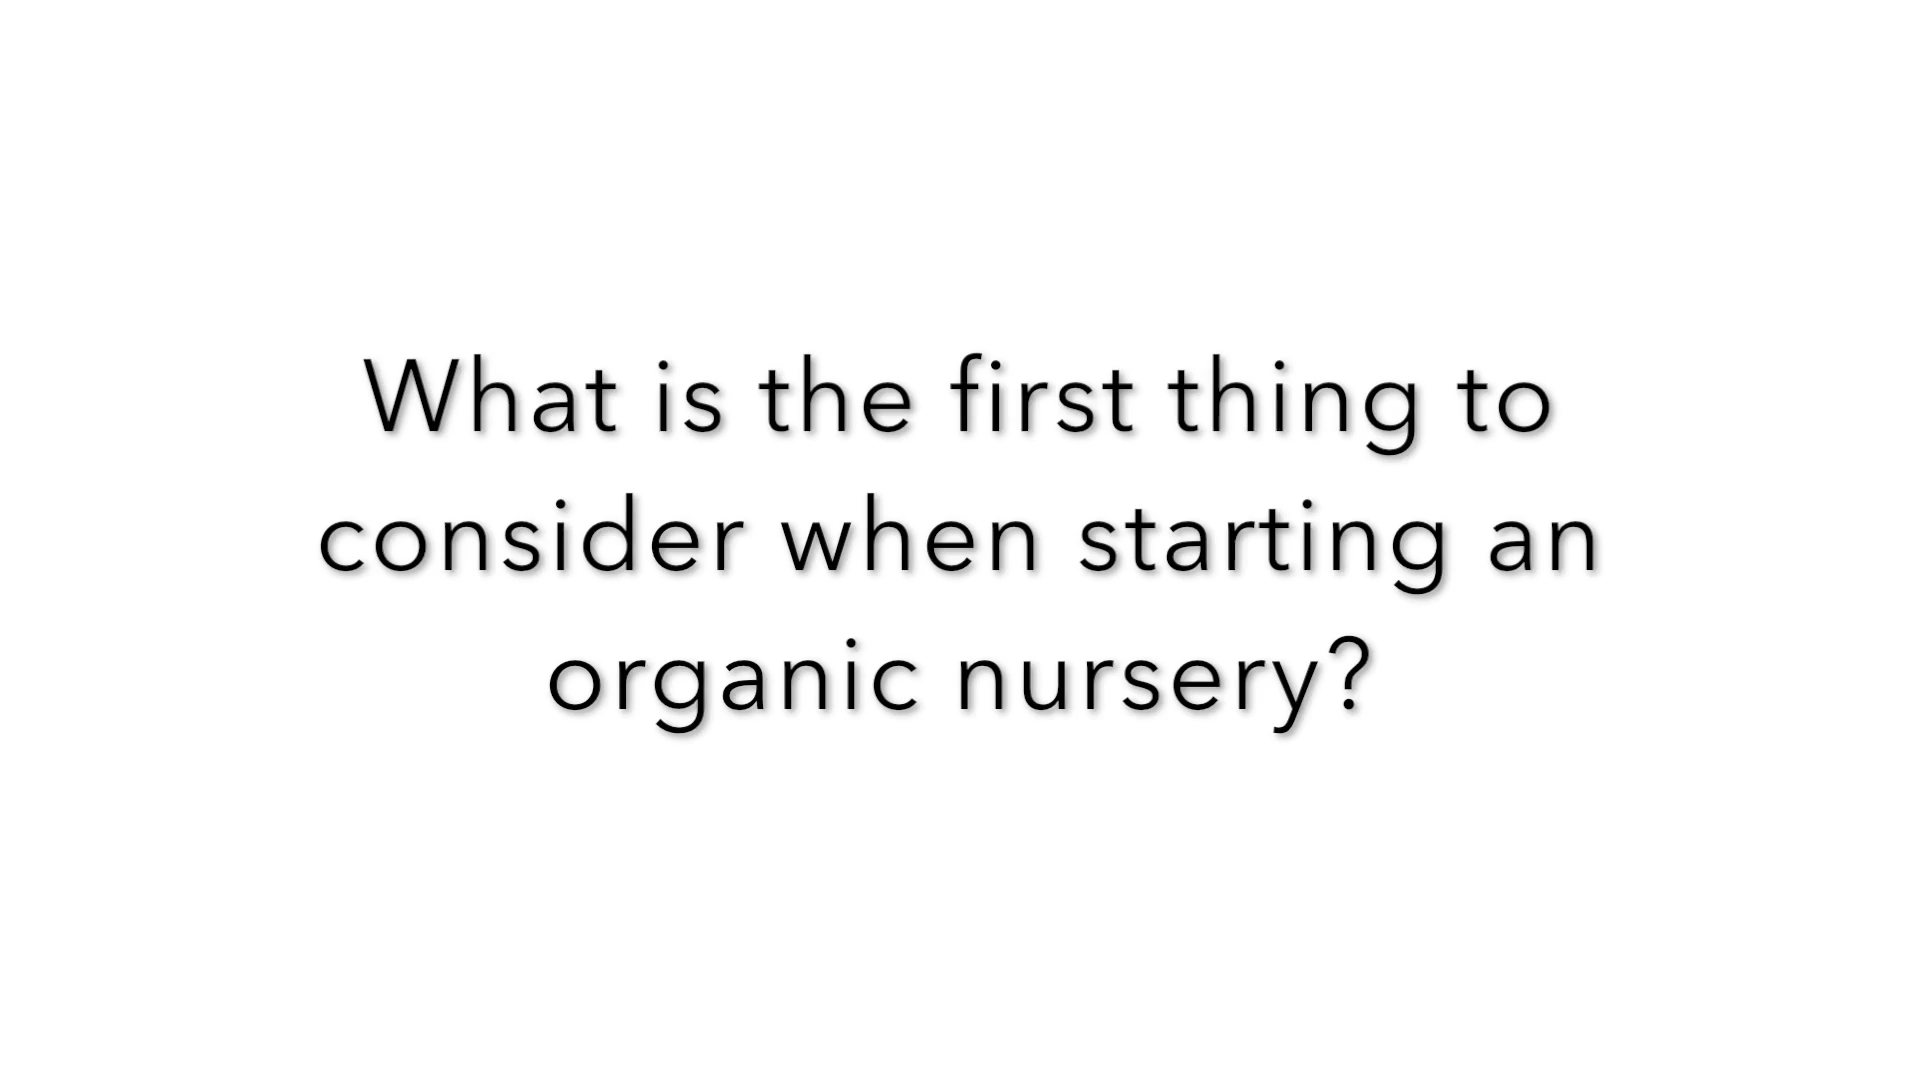 What is the first thing to
consider when starting an
organic nursery?